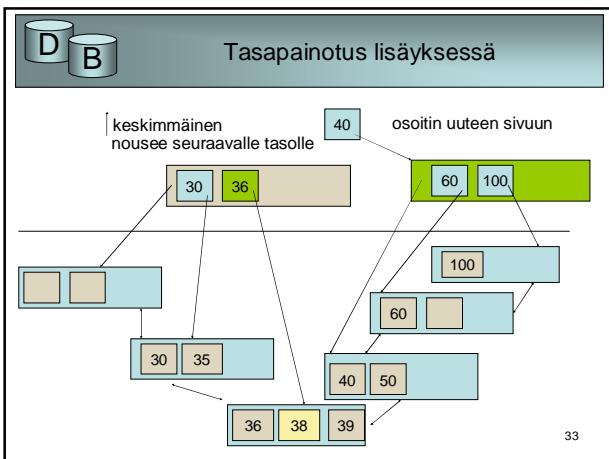 D B
Tasapainotus lisäyksessä
keskimmäinen
nousee seuraavalle tasolle
40
osoitin uuteen sivuun
30 36
60 100
100
60
30 35
40 50
36 38 39
33